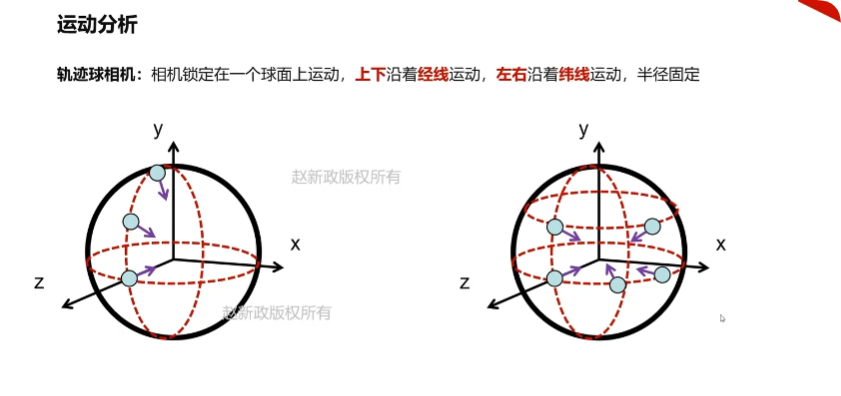 运动分析
轨迹球相机：相机锁定在一个球面上运动，上下沿着经线运动，左右沿着纬线运动，半径固定
y
y
赵新政版权所有
x
x
z
z
赵新政版权所有